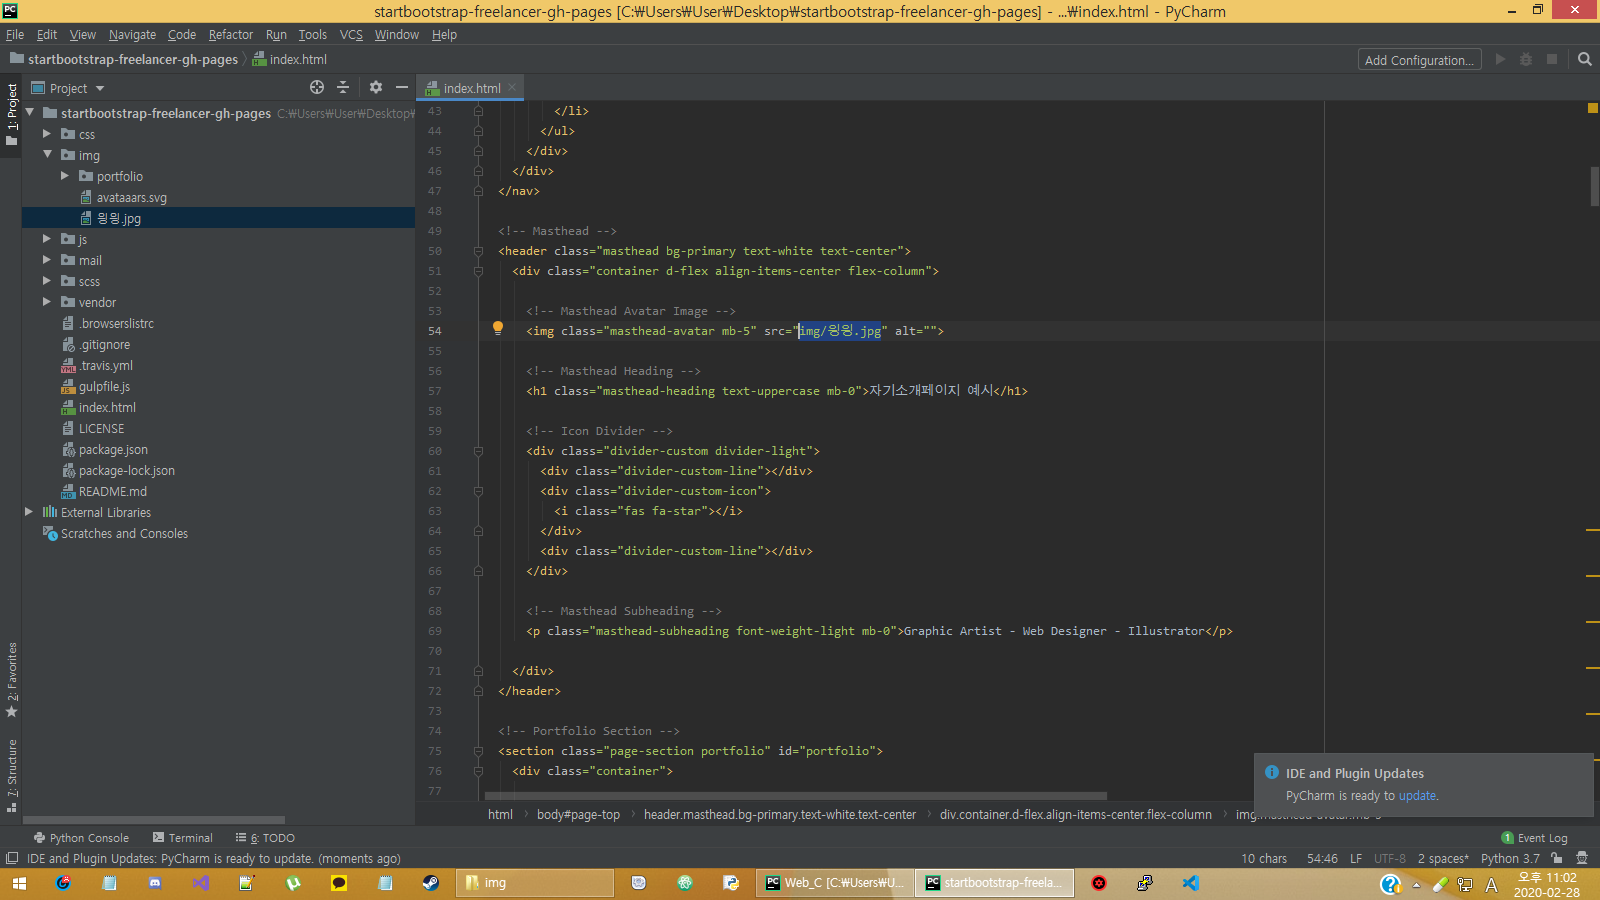 startbootstrap-freelancer-gh-pages [C:₩Users₩User₩Desktop₩startbootstrap-freelancer-gh-pages] - ...₩index.html - PyCharm
File Edit View Navigate Code Refactor Run Tools VCS Window Help
startbootstrap-freelancer-gh-pages index.html Add Configuration...
1: Project
2: Favorites
7: Structure
Project
startbootstrap-freelancer-gh-pages C:₩Users₩User₩Desktop₩
css
img
portfolio
avataaars.svg
윙윙.jpg
js
mail
scss
vendor
.browserslistrc
.gitignore
.travis.yml
gulpfile.js
index.html
LICENSE
package.json
package-lock.json
README.md
External Libraries
Scratches and Consoles
index.html
43 </li>
44 </ul>
45 </div>
46 </div>
47 </nav>
48
49 <!-- Masthead -->
50 <header class="masthead bg-primary text-white text-center">
51 <div class="container d-flex align-items-center flex-column">
52
53 <!-- Masthead Avatar Image -->
54 <img class="masthead-avatar mb-5" src="img/윙윙.jpg" alt="">
55
56 <!-- Masthead Heading -->
57 <h1 class="masthead-heading text-uppercase mb-0">자기소개페이지 예시</h1>
58
59 <!-- Icon Divider -->
60 <div class="divider-custom divider-light">
61 <div class="divider-custom-line"></div>
62 <div class="divider-custom-icon">
63 <i class="fas fa-star"></i>
64 </div>
65 <div class="divider-custom-line"></div>
66 </div>
67
68 <!-- Masthead Subheading -->
69 <p class="masthead-subheading font-weight-light mb-0">Graphic Artist - Web Designer - Illustrator</p>
70
71 </div>
72 </header>
73
74 <!-- Portfolio Section -->
75 <section class="page-section portfolio" id="portfolio">
76 <div class="container">
77
IDE and Plugin Updates
PyCharm is ready to update.
html body#page-top header.masthead.bg-primary.text-white.text-center div.container.d-flex.align-items-center.flex-column img.masthead-avatar.mb-5
Python Console Terminal 6: TODO 1 Event Log
IDE and Plugin Updates: PyCharm is ready to update. (moments ago) 10 chars 54:46 LF UTF-8 2 spaces* Python 3.7
img Web_C [C:₩Users₩U... startbootstrap-freela... A 오후 11:02
2020-02-28